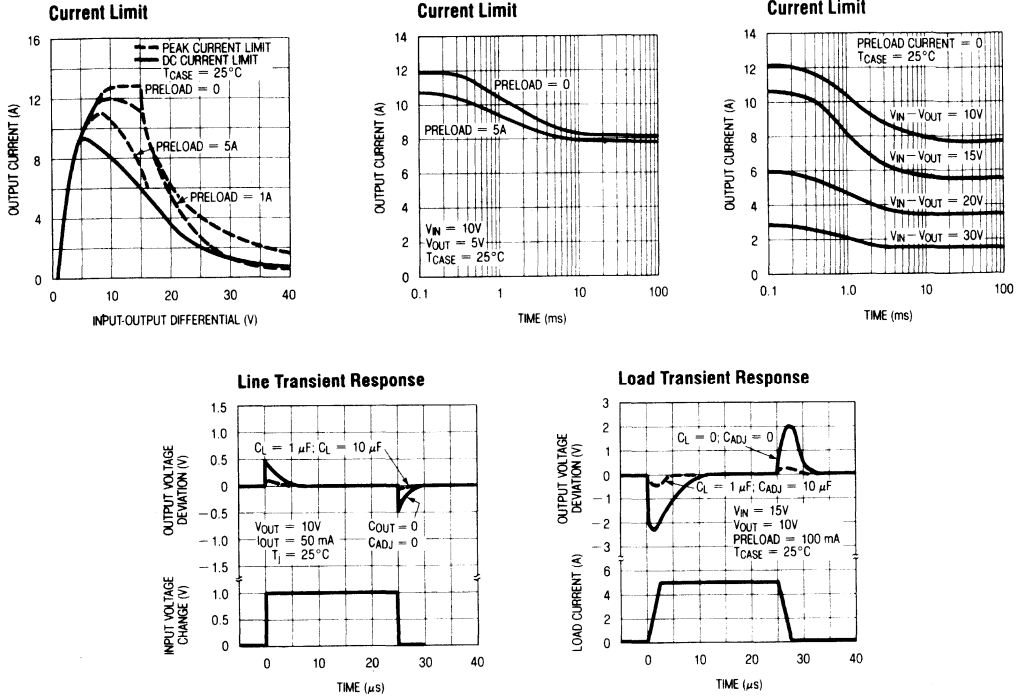 Current Limit
16
12
8
4
0
OUTPUT CURRENT (A)
PEAK CURRENT LIMIT
DC CURRENT LIMIT
TCASE = 25°C
PRELOAD = 0
PRELOAD = 5A
PRELOAD = 1A
0 10 20 30 40
INPUT-OUTPUT DIFFERENTIAL (V)
Current Limit
14
12
10
8
6
4
2
0
OUTPUT CURRENT (A)
PRELOAD = 0
PRELOAD = 5A
VIN = 10V
VOUT = 5V
TCASE = 25°C
0.1 1 10 100
TIME (ms)
Current Limit
14
12
10
8
6
4
2
0
OUTPUT CURRENT (A)
PRELOAD CURRENT = 0
TCASE = 25°C
VIN – VOUT = 10V
VIN – VOUT = 15V
VIN – VOUT = 20V
VIN – VOUT = 30V
0.1 1.0 10 100
TIME (ms)
Line Transient Response
1.5
1.0
0.5
0
–0.5
–1.0
–1.5
OUTPUT VOLTAGE
DEVIATION (V)
CL = 1 µF; CL = 10 µF
VOUT = 10V
IOUT = 50 mA
Tj = 25°C
COUT = 0
CADJ = 0
1.0
0.5
0
INPUT VOLTAGE
CHANGE (V)
0 10 20 30 40
TIME (µs)
Load Transient Response
3
2
1
0
–1
–2
–3
OUTPUT VOLTAGE
DEVIATION (V)
CL = 0; CADJ = 0
CL = 1 µF; CADJ = 10 µF
VIN = 15V
VOUT = 10V
PRELOAD = 100 mA
TCASE = 25°C
6
4
2
0
LOAD CURRENT (A)
0 10 20 30 40
TIME (µs)